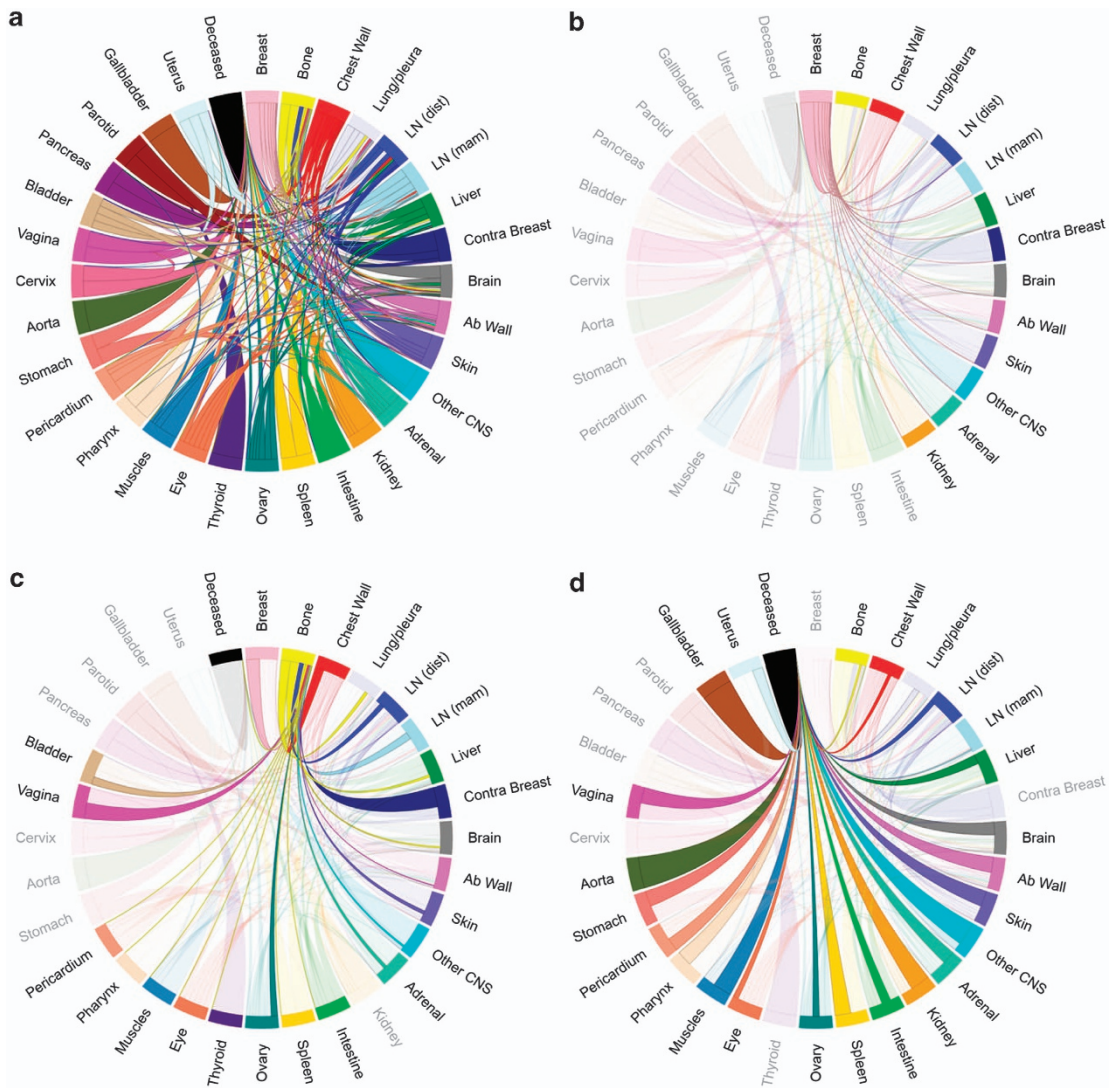 a
Deceased
Breast
Bone
Chest Wall
Lung/pleura
LN (dist)
LN (mam)
Liver
Contra Breast
Brain
Ab Wall
Skin
Other CNS
Adrenal
Kidney
Intestine
Spleen
Ovary
Thyroid
Eye
Muscles
Pharynx
Pericardium
Stomach
Aorta
Cervix
Vagina
Bladder
Pancreas
Parotid
Gallbladder
Uterus
b
Deceased
Breast
Bone
Chest Wall
Lung/pleura
LN (dist)
LN (mam)
Liver
Contra Breast
Brain
Ab Wall
Skin
Other CNS
Adrenal
Kidney
Intestine
Spleen
Ovary
Thyroid
Eye
Muscles
Pharynx
Pericardium
Stomach
Aorta
Cervix
Vagina
Bladder
Pancreas
Parotid
Gallbladder
Uterus
c
Deceased
Breast
Bone
Chest Wall
Lung/pleura
LN (dist)
LN (mam)
Liver
Contra Breast
Brain
Ab Wall
Skin
Other CNS
Adrenal
Kidney
Intestine
Spleen
Ovary
Thyroid
Eye
Muscles
Pharynx
Pericardium
Stomach
Aorta
Cervix
Vagina
Bladder
Pancreas
Parotid
Gallbladder
Uterus
d
Deceased
Breast
Bone
Chest Wall
Lung/pleura
LN (dist)
LN (mam)
Liver
Contra Breast
Brain
Ab Wall
Skin
Other CNS
Adrenal
Kidney
Intestine
Spleen
Ovary
Thyroid
Eye
Muscles
Pharynx
Pericardium
Stomach
Aorta
Cervix
Vagina
Bladder
Pancreas
Parotid
Gallbladder
Uterus